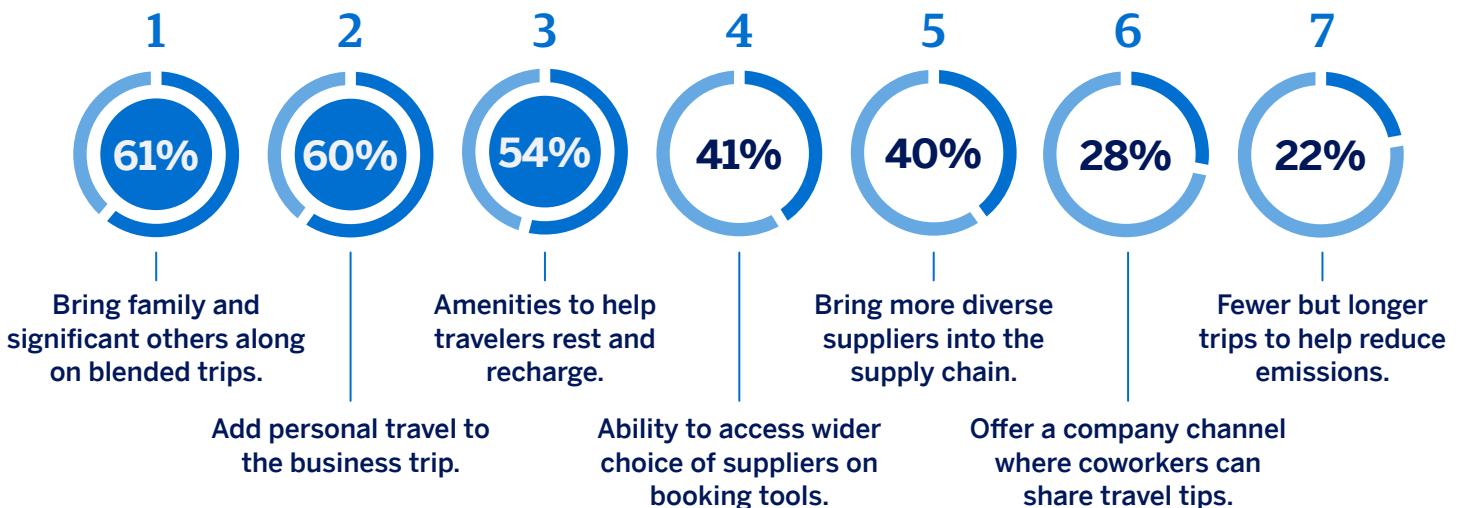 1
2
3
4
5
6
7
61%
60%
54%
41%
40%
28%
22%
Bring family and
significant others along
on blended trips.
Add personal travel to
the business trip.
Amenities to help
travelers rest and
recharge.
Ability to access wider
choice of suppliers on
booking tools.
Bring more diverse
suppliers into the
supply chain.
Offer a company channel
where coworkers can
share travel tips.
Fewer but longer
trips to help reduce
emissions.